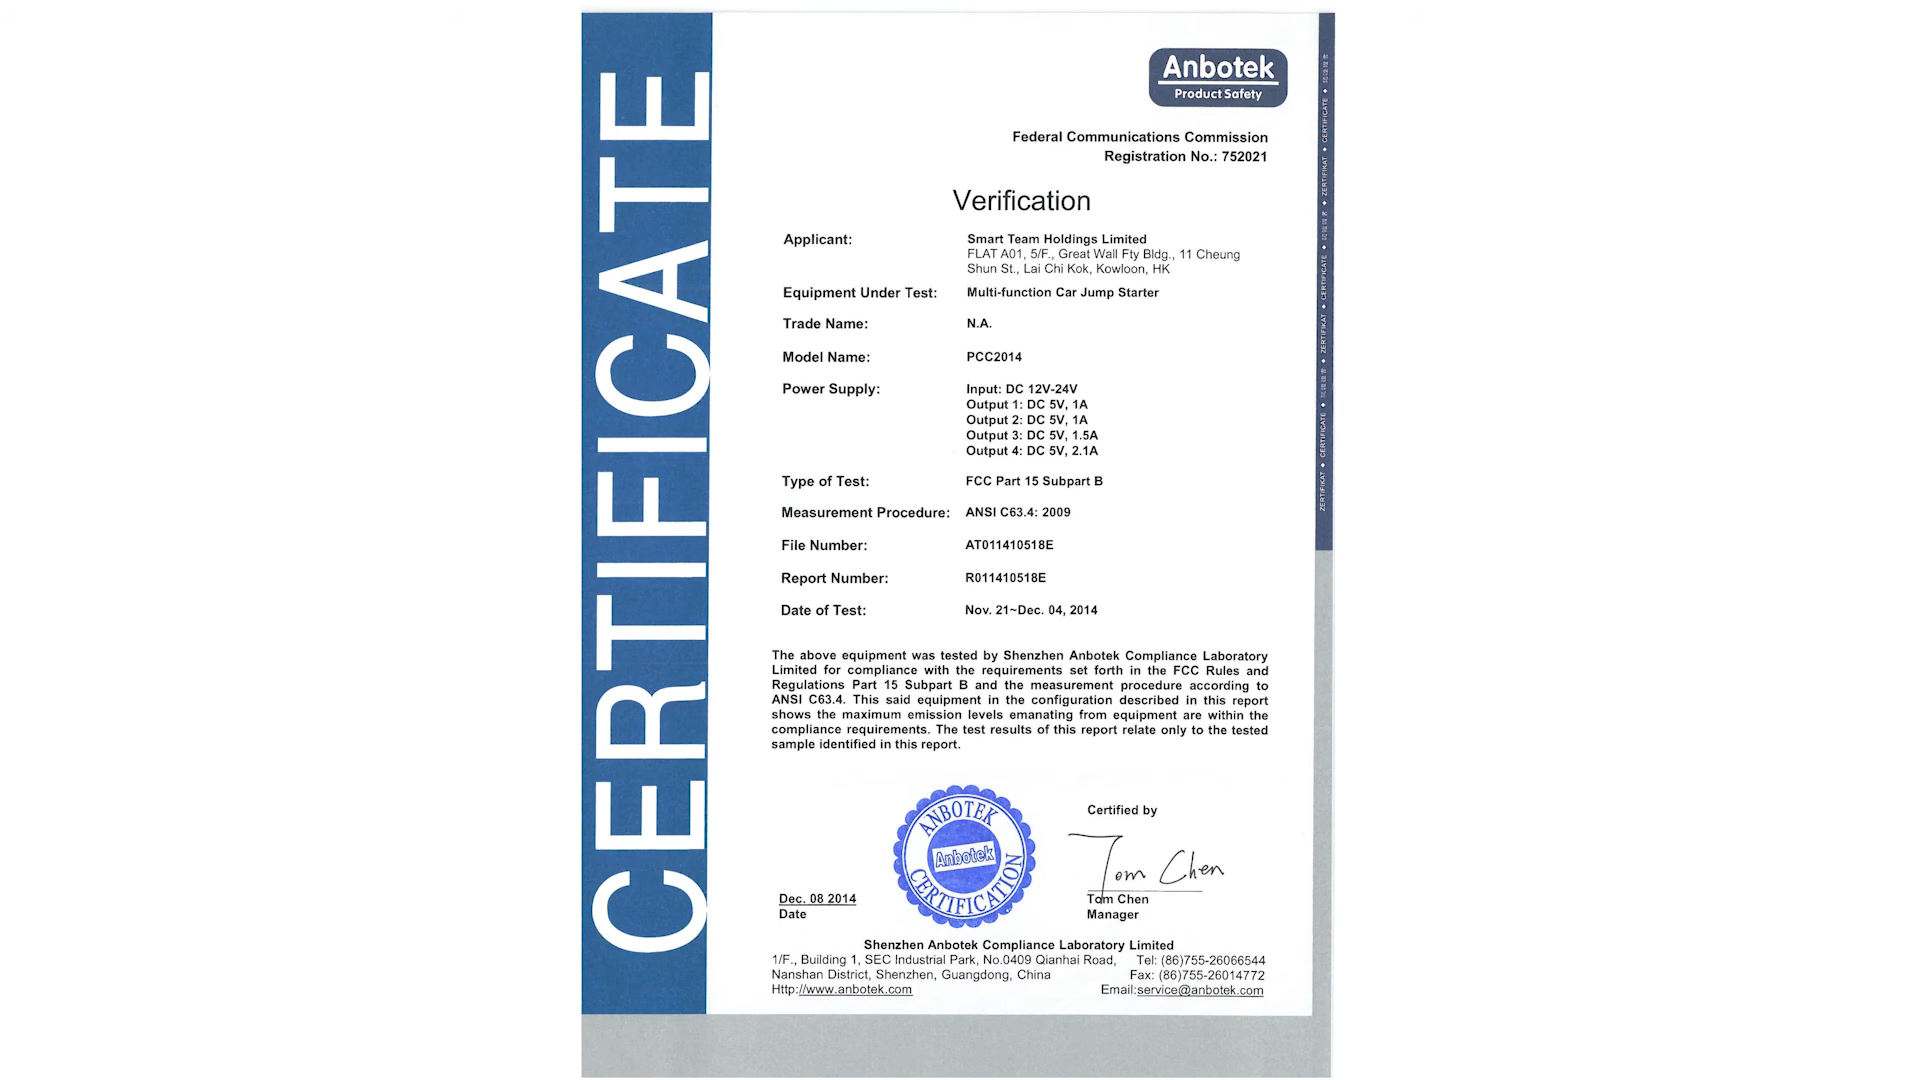 CERTIFICATE
Anbotek
Product Safety
Federal Communications Commission
Registration No.: 752021
Verification
Applicant: Smart Team Holdings Limited
FLAT A01, 5/F., Great Wall Fty Bldg., 11 Cheung
Shun St., Lai Chi Kok, Kowloon, HK
Equipment Under Test: Multi-function Car Jump Starter
Trade Name: N.A.
Model Name: PCC2014
Power Supply: Input: DC 12V-24V
Output 1: DC 5V, 1A
Output 2: DC 5V, 1A
Output 3: DC 5V, 1.5A
Output 4: DC 5V, 2.1A
Type of Test: FCC Part 15 Subpart B
Measurement Procedure: ANSI C63.4: 2009
File Number: AT011410518E
Report Number: R011410518E
Date of Test: Nov. 21~Dec. 04, 2014
The above equipment was tested by Shenzhen Anbotek Compliance Laboratory
Limited for compliance with the requirements set forth in the FCC Rules and
Regulations Part 15 Subpart B and the measurement procedure according to
ANSI C63.4. This said equipment in the configuration described in this report
shows the maximum emission levels emanating from equipment are within the
compliance requirements. The test results of this report relate only to the tested
sample identified in this report.
ANBOTEK
Anbotek
CERTIFICATION
Certified by
Tom Chen
Tom Chen
Manager
Dec. 08 2014
Date
Shenzhen Anbotek Compliance Laboratory Limited
1/F., Building 1, SEC Industrial Park, No.0409 Qianhai Road, Tel: (86)755-26066544
Nanshan District, Shenzhen, Guangdong, China Fax: (86)755-26014772
Http://www.anbotek.com Email:service@anbotek.com
ZERTIFIKAT ◆ CERTIFICATE ◆ ◆ ZERTIFIKAT ◆ CERTIFICATE ◆ ◆ ZERTIFIKAT ◆ CERTIFICATE ◆